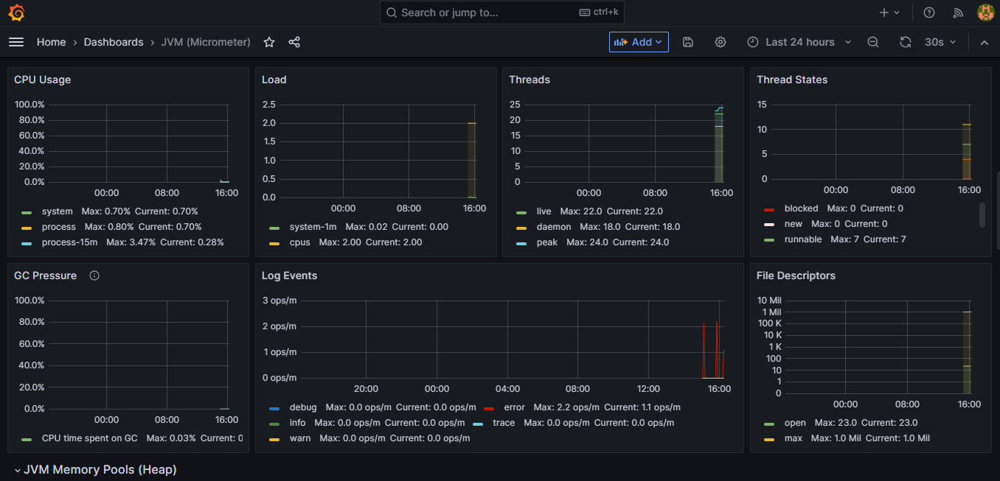 Search or jump to... ctrl+k
Home › Dashboards › JVM (Micrometer) Add Last 24 hours 30s
CPU Usage
100.0%
80.0%
60.0%
40.0%
20.0%
0.0%
00:00 08:00 16:00
system Max: 0.70% Current: 0.70%
process Max: 0.80% Current: 0.70%
process-15m Max: 3.47% Current: 0.28%
Load
2.5
2.0
1.5
1.0
0.5
0.0
00:00 08:00 16:00
system-1m Max: 0.02 Current: 0.00
cpus Max: 2.00 Current: 2.00
Threads
25
20
15
10
5
0
00:00 08:00 16:00
live Max: 22.0 Current: 22.0
daemon Max: 18.0 Current: 18.0
peak Max: 24.0 Current: 24.0
Thread States
15
10
5
0
00:00 08:00 16:00
blocked Max: 0 Current: 0
new Max: 0 Current: 0
runnable Max: 7 Current: 7
GC Pressure
100.0%
80.0%
60.0%
40.0%
20.0%
0.0%
00:00 08:00 16:00
CPU time spent on GC Max: 0.03% Current: 0
Log Events
3 ops/m
2 ops/m
1 ops/m
0 ops/m
20:00 00:00 04:00 08:00 12:00 16:00
debug Max: 0.0 ops/m Current: 0.0 ops/m error Max: 2.2 ops/m Current: 1.1 ops/m
info Max: 0.0 ops/m Current: 0.0 ops/m trace Max: 0.0 ops/m Current: 0.0 ops/m
warn Max: 0.0 ops/m Current: 0.0 ops/m
File Descriptors
10 Mil
1 Mil
100 K
10 K
1 K
100
10
1
0
00:00 08:00 16:00
open Max: 23.0 Current: 23.0
max Max: 1.0 Mil Current: 1.0 Mil
JVM Memory Pools (Heap)